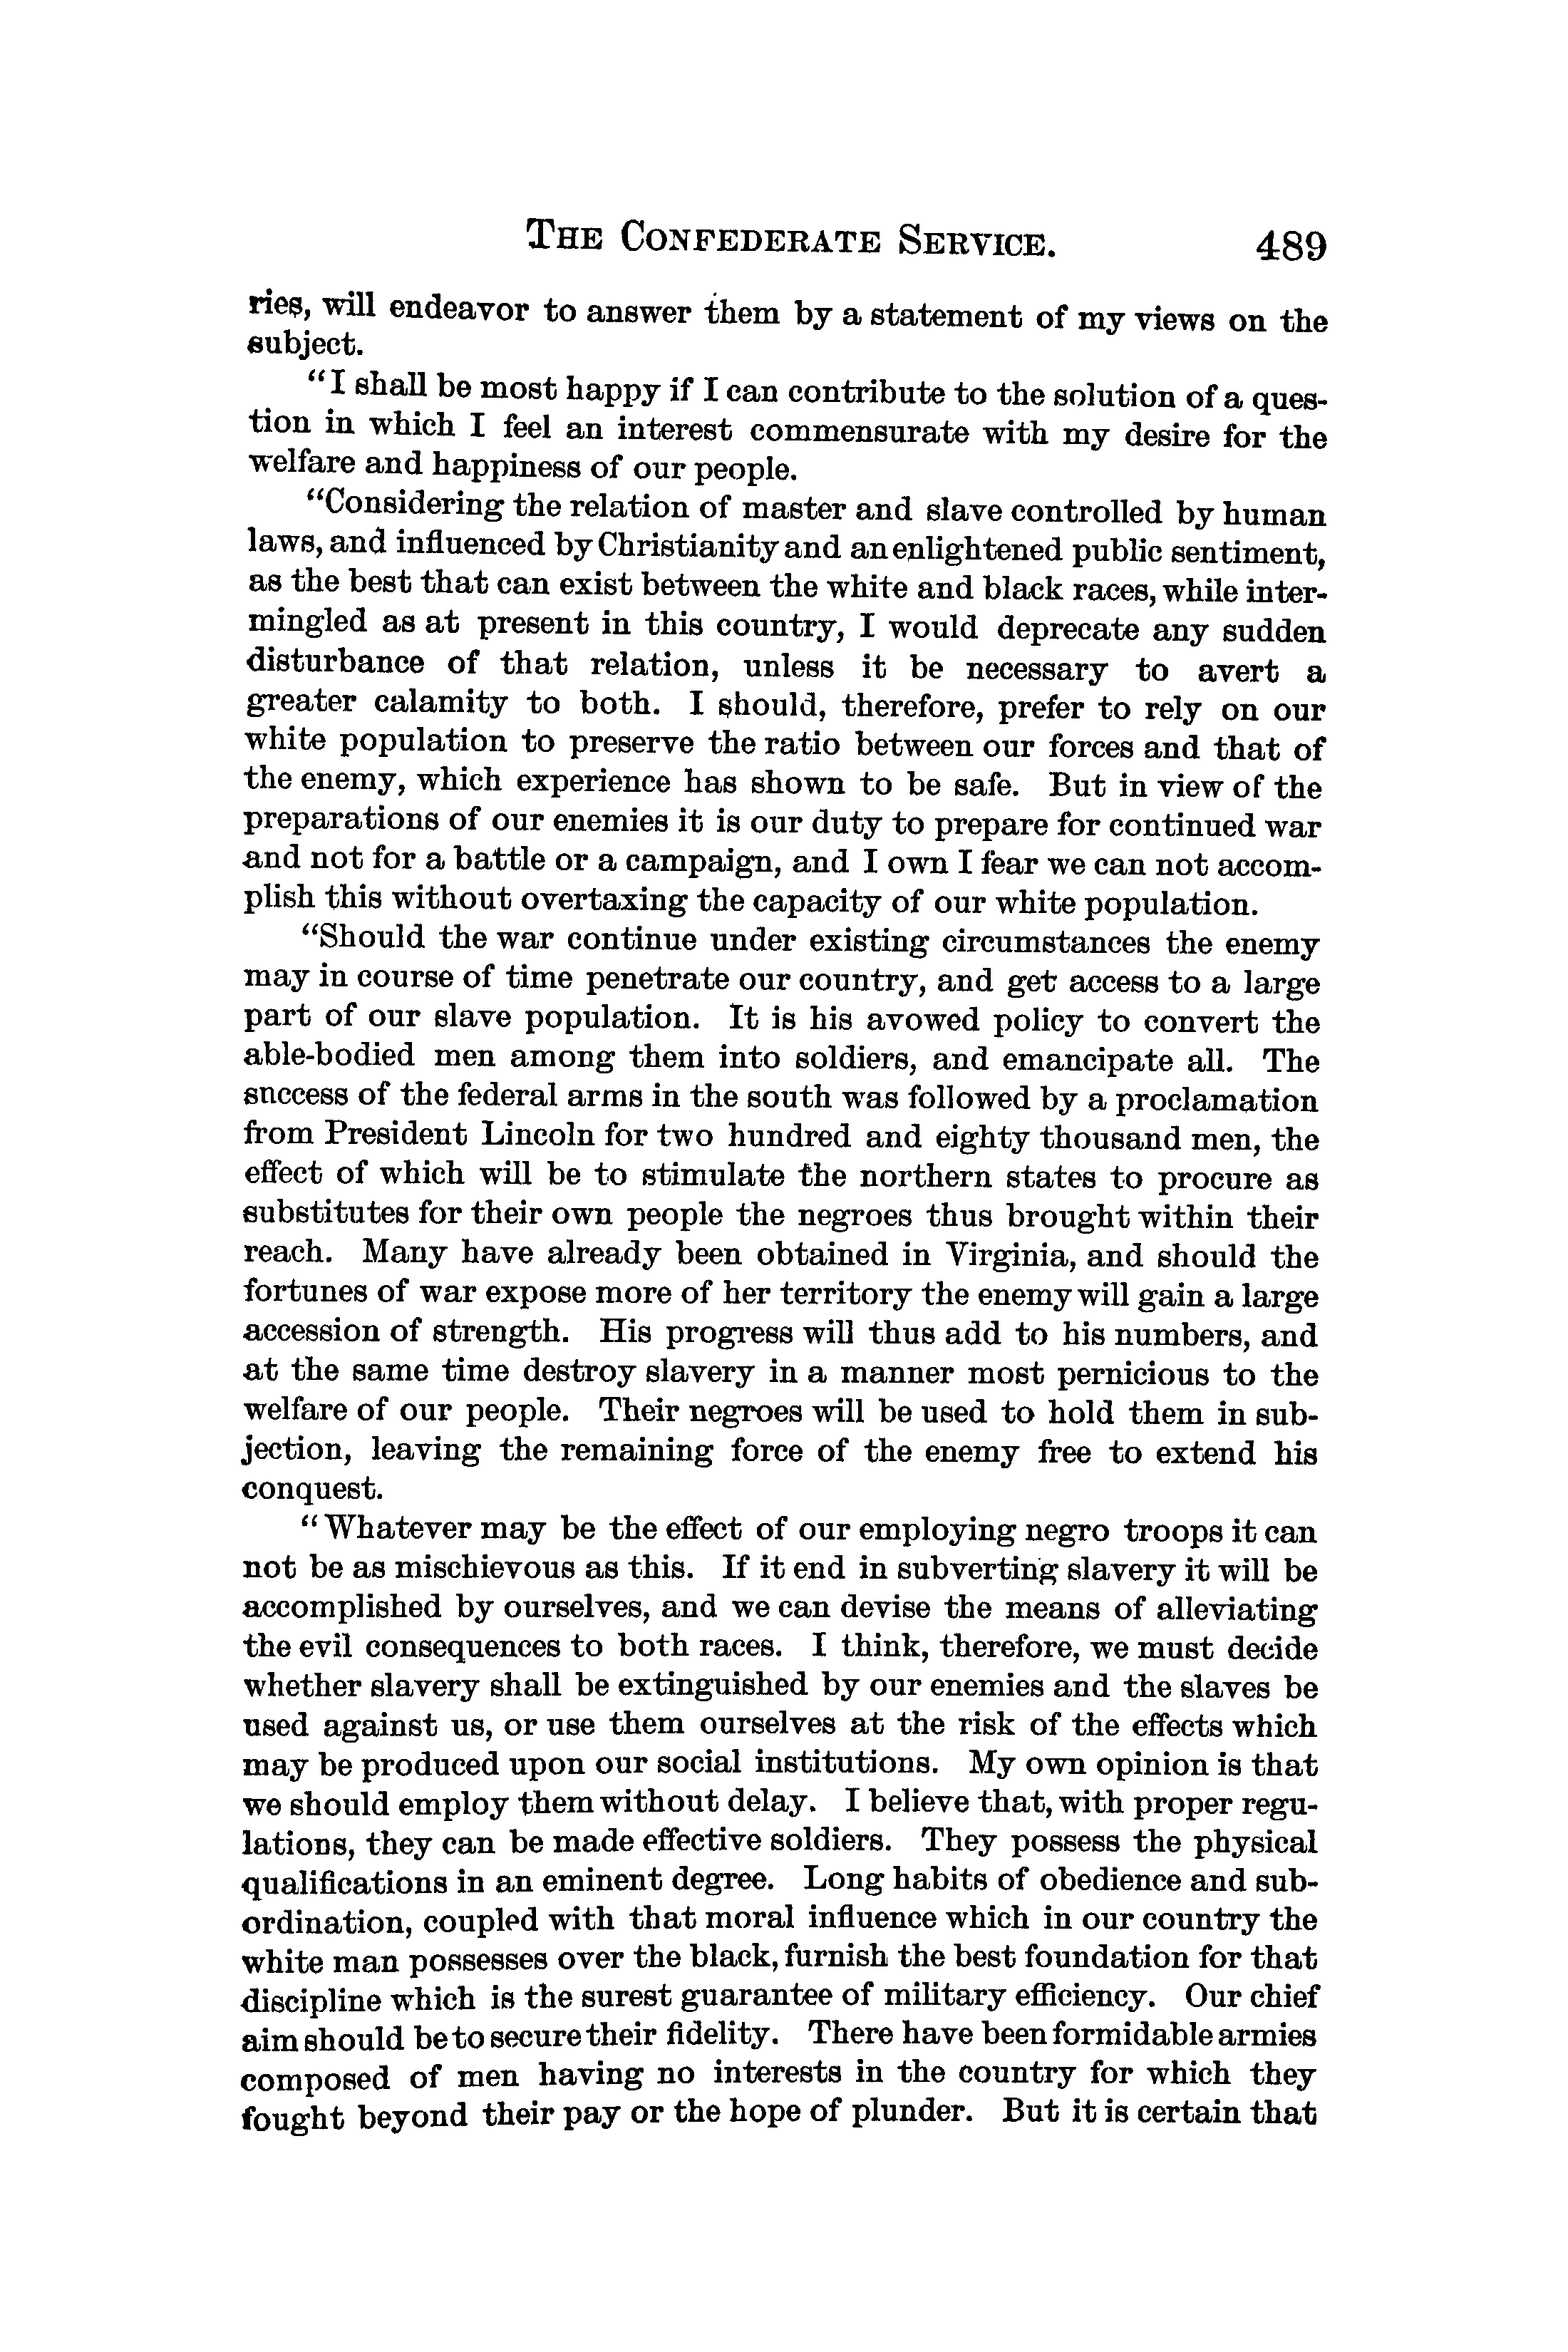 THE CONFEDERATE SERVICE. 489
ries, will endeavor to answer them by a statement of my views on the
subject.
"I shall be most happy if I can contribute to the solution of a ques-
tion in which I feel an interest commensurate with my desire for the
welfare and happiness of our people.
"Considering the relation of master and slave controlled by human
laws, and influenced by Christianity and an enlightened public sentiment,
as the best that can exist between the white and black races, while inter-
mingled as at present in this country, I would deprecate any sudden
disturbance of that relation, unless it be necessary to avert a
greater calamity to both. I should, therefore, prefer to rely on our
white population to preserve the ratio between our forces and that of
the enemy, which experience has shown to be safe. But in view of the
preparations of our enemies it is our duty to prepare for continued war
and not for a battle or a campaign, and I own I fear we can not accom-
plish this without overtaxing the capacity of our white population.
"Should the war continue under existing circumstances the enemy
may in course of time penetrate our country, and get access to a large
part of our slave population. It is his avowed policy to convert the
able-bodied men among them into soldiers, and emancipate all. The
success of the federal arms in the south was followed by a proclamation
from President Lincoln for two hundred and eighty thousand men, the
effect of which will be to stimulate the northern states to procure as
substitutes for their own people the negroes thus brought within their
reach. Many have already been obtained in Virginia, and should the
fortunes of war expose more of her territory the enemy will gain a large
accession of strength. His progress will thus add to his numbers, and
at the same time destroy slavery in a manner most pernicious to the
welfare of our people. Their negroes will be used to hold them in sub-
jection, leaving the remaining force of the enemy free to extend his
conquest.
"Whatever may be the effect of our employing negro troops it can
not be as mischievous as this. If it end in subverting slavery it will be
accomplished by ourselves, and we can devise the means of alleviating
the evil consequences to both races. I think, therefore, we must decide
whether slavery shall be extinguished by our enemies and the slaves be
used against us, or use them ourselves at the risk of the effects which
may be produced upon our social institutions. My own opinion is that
we should employ them without delay. I believe that, with proper regu-
lations, they can be made effective soldiers. They possess the physical
qualifications in an eminent degree. Long habits of obedience and sub-
ordination, coupled with that moral influence which in our country the
white man possesses over the black, furnish the best foundation for that
discipline which is the surest guarantee of military efficiency. Our chief
aim should be to secure their fidelity. There have been formidable armies
composed of men having no interests in the country for which they
fought beyond their pay or the hope of plunder. But it is certain that